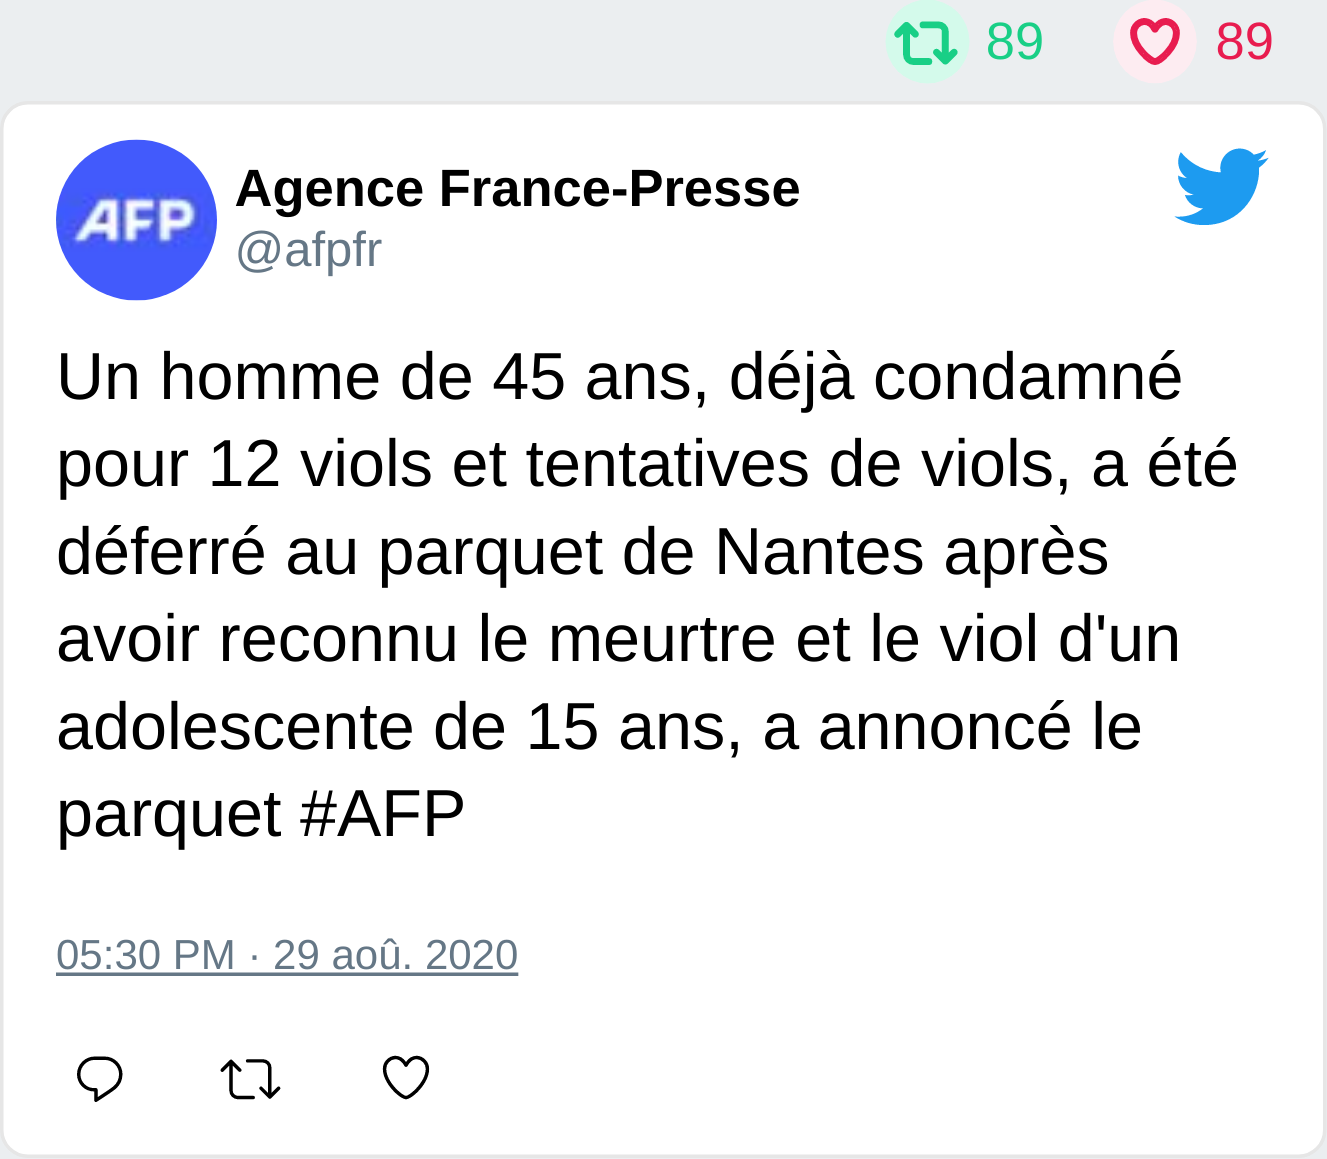 89 89
AFP
Agence France-Presse
@afpfr
Un homme de 45 ans, déjà condamné
pour 12 viols et tentatives de viols, a été
déferré au parquet de Nantes après
avoir reconnu le meurtre et le viol d'un
adolescente de 15 ans, a annoncé le
parquet #AFP
05:30 PM · 29 aoû. 2020